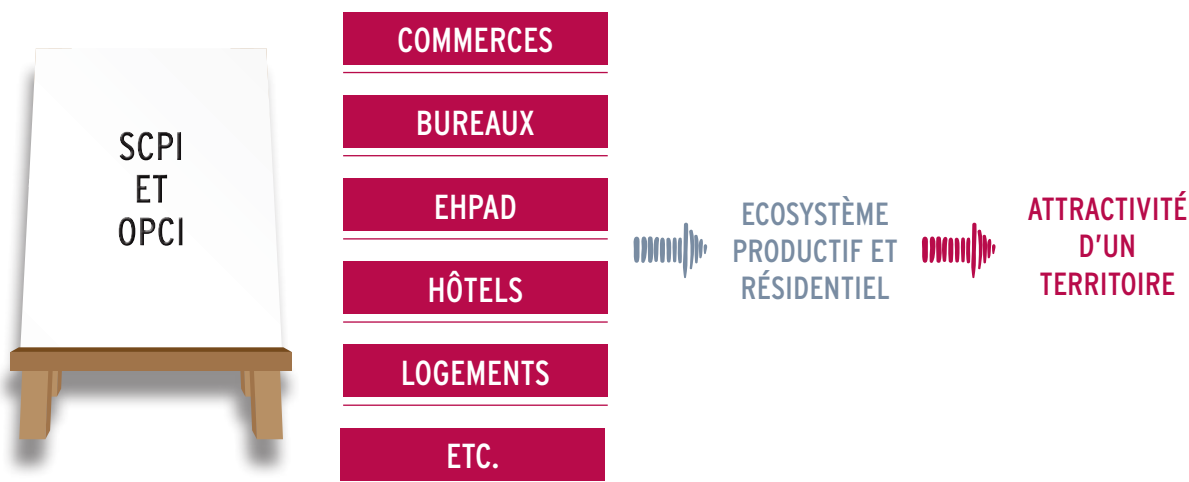 SCPI
ET
OPCI
COMMERCES
BUREAUX
EHPAD
HÔTELS
LOGEMENTS
ETC.
ECOSYSTÈME
PRODUCTIF ET
RÉSIDENTIEL
ATTRACTIVITÉ
D'UN
TERRITOIRE